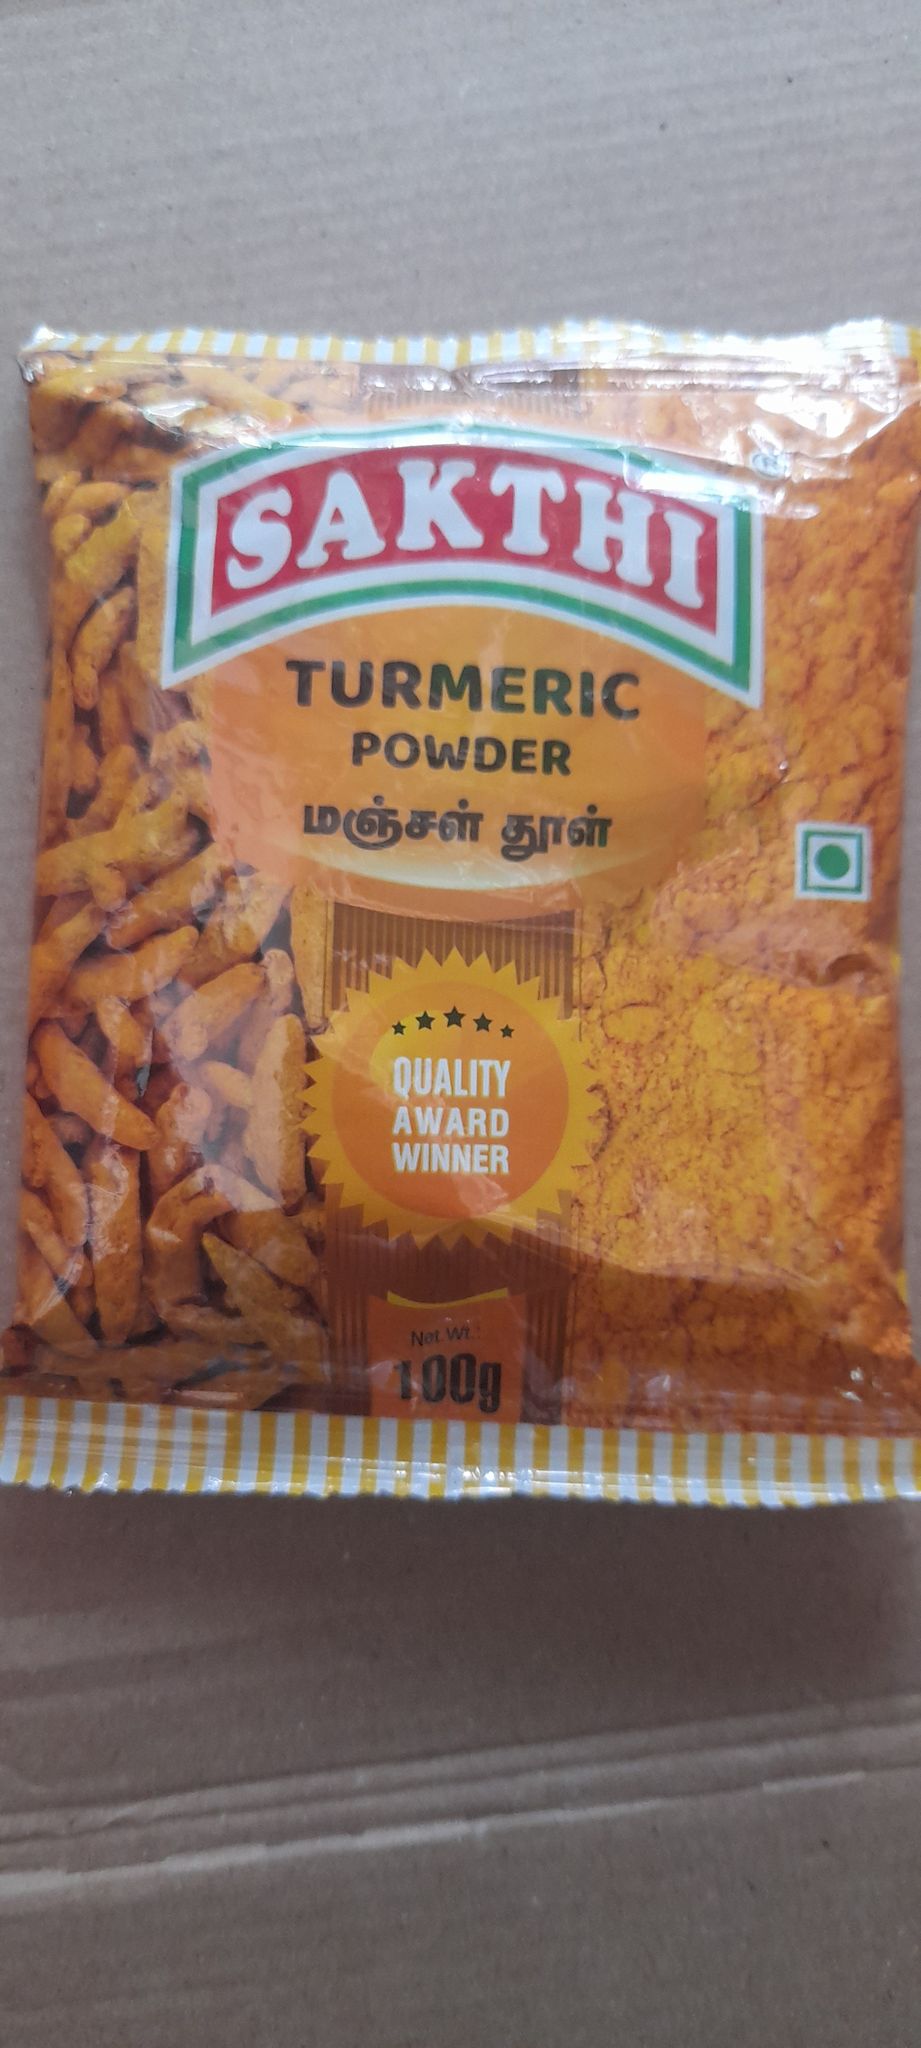 SAKTHI
®
TURMERIC
POWDER
மஞ்சள் தூள்
QUALITY
AWARD
WINNER
Net Wt.:
100g